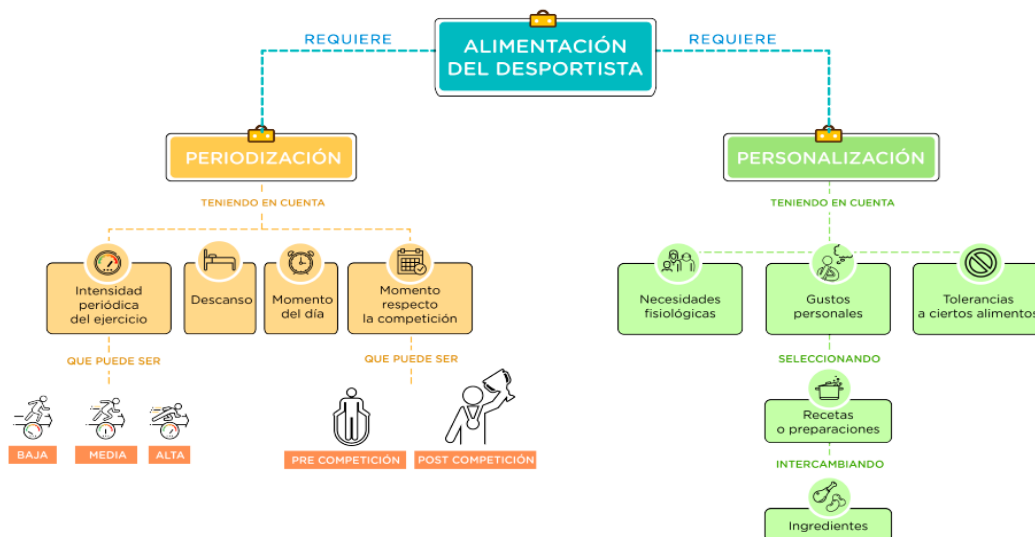 REQUIERE
ALIMENTACIÓN
DEL DESPORTISTA
REQUIERE
PERIODIZACIÓN
TENIENDO EN CUENTA
Intensidad
periódica
del ejercicio
Descanso
Momento
del día
Momento
respecto
la competición
QUE PUEDE SER
BAJA
MEDIA
ALTA
QUE PUEDE SER
PRE COMPETICIÓN
POST COMPETICIÓN
PERSONALIZACIÓN
TENIENDO EN CUENTA
Necesidades
fisiológicas
Gustos
personales
Tolerancias
a ciertos alimentos
SELECCIONANDO
Recetas
o preparaciones
INTERCAMBIANDO
Ingredientes